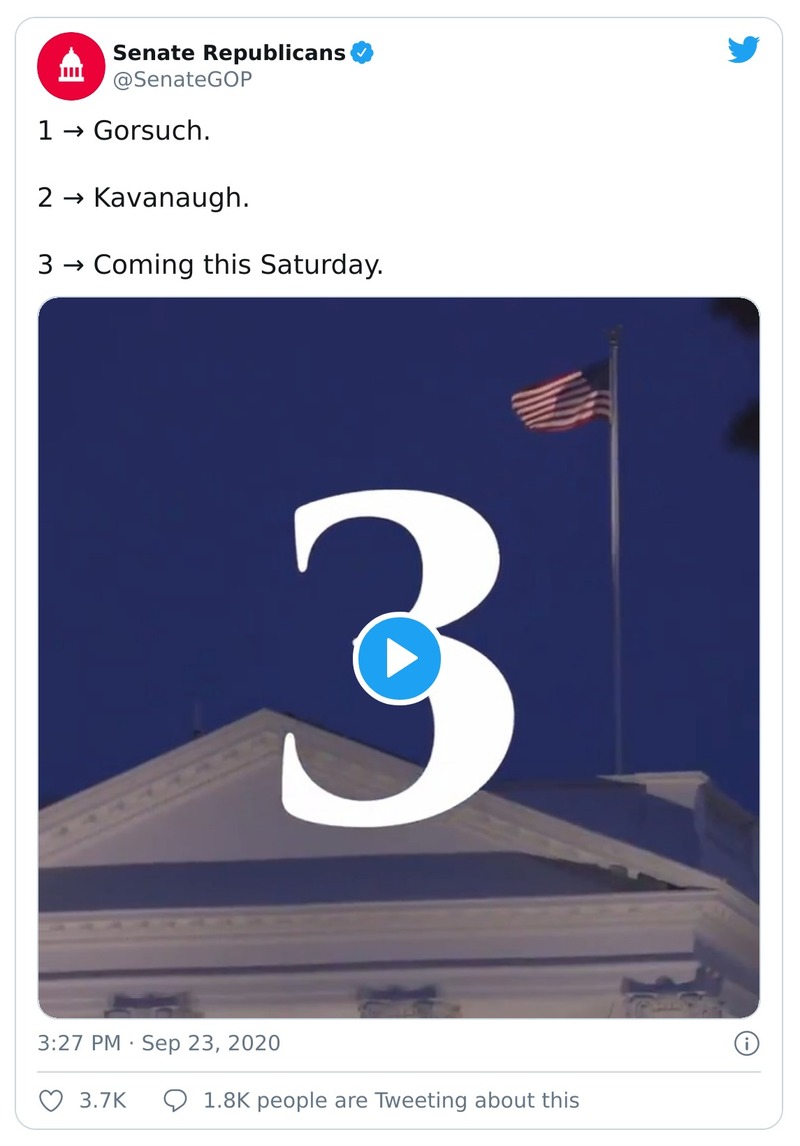 Senate Republicans
@SenateGOP
1 → Gorsuch.
2 → Kavanaugh.
3 → Coming this Saturday.
3
3:27 PM · Sep 23, 2020
3.7K 1.8K people are Tweeting about this